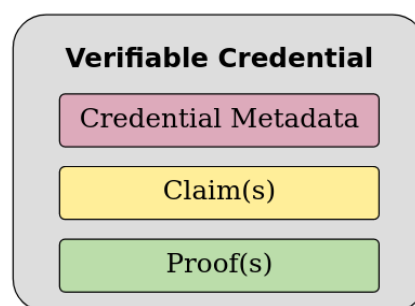 Verifiable Credential
Credential Metadata
Claim(s)
Proof(s)